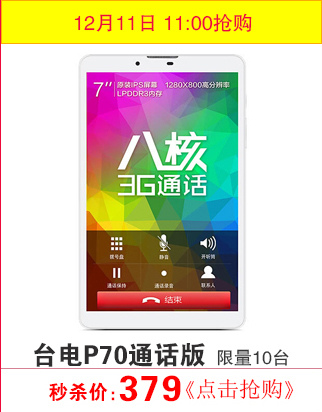 12月11日 11:00抢购
7″ 原装IPS屏幕 1280X800高分辨率
LPDDR3内存
八核
3G通话
拨号盘 静音 开听筒
通话保持 通话录音 联系人
结束
台电P70通话版 限量10台
秒杀价:379《点击抢购》